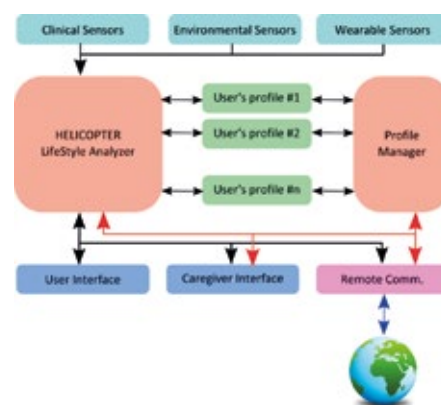 Clinical Sensors
Environmental Sensors
Wearable Sensors
HELICOPTER
LifeStyle Analyzer
User's profile #1
User's profile #2
User's profile #n
Profile
Manager
User Interface
Caregiver Interface
Remote Comm.